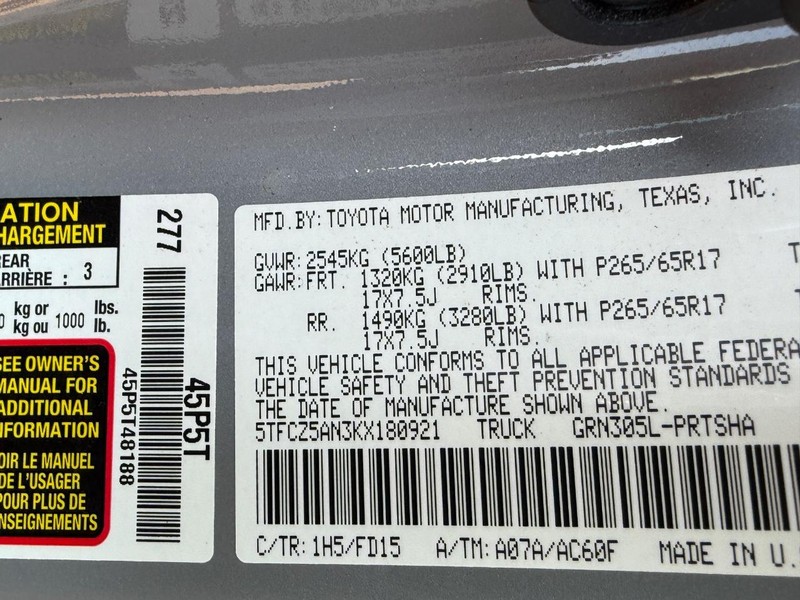 ATION
HARGEMENT
REAR
ARRIÈRE : 3
0 kg or 1000 lbs.
kg ou lb.
SEE OWNER'S
MANUAL FOR
ADDITIONAL
INFORMATION
OIR LE MANUEL
DE L'USAGER
POUR PLUS DE
NSEIGNEMENTS
277
45P5T48188
45P5T
MFD.BY:TOYOTA MOTOR MANUFACTURING, TEXAS, INC.
GVWR:2545KG (5600LB)
GAWR:FRT. 1320KG (2910LB) WITH P265/65R17 T
17X7.5J RIMS.
RR. 1490KG (3280LB) WITH P265/65R17 T
17X7.5J RIMS.
THIS VEHICLE CONFORMS TO ALL APPLICABLE FEDERA
VEHICLE SAFETY AND THEFT PREVENTION STANDARDS
THE DATE OF MANUFACTURE SHOWN ABOVE.
5TFCZ5AN3KX180921 TRUCK GRN305L-PRTSHA
C/TR: 1H5/FD15 A/TM: A07A/AC60F MADE IN U.S